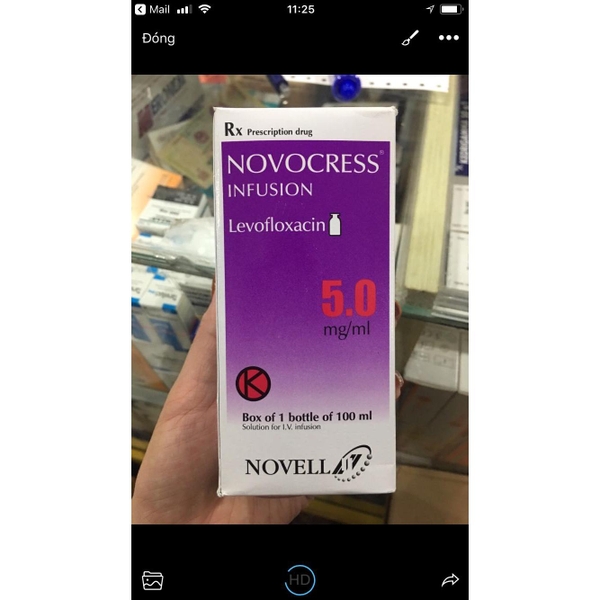 Mail
11:25
Đóng
Rx Prescription drug
NOVOCRESS®
INFUSION
Levofloxacin
5.0
mg/ml
K
Box of 1 bottle of 100 ml
Solution for I.V. infusion
NOVELL
HD